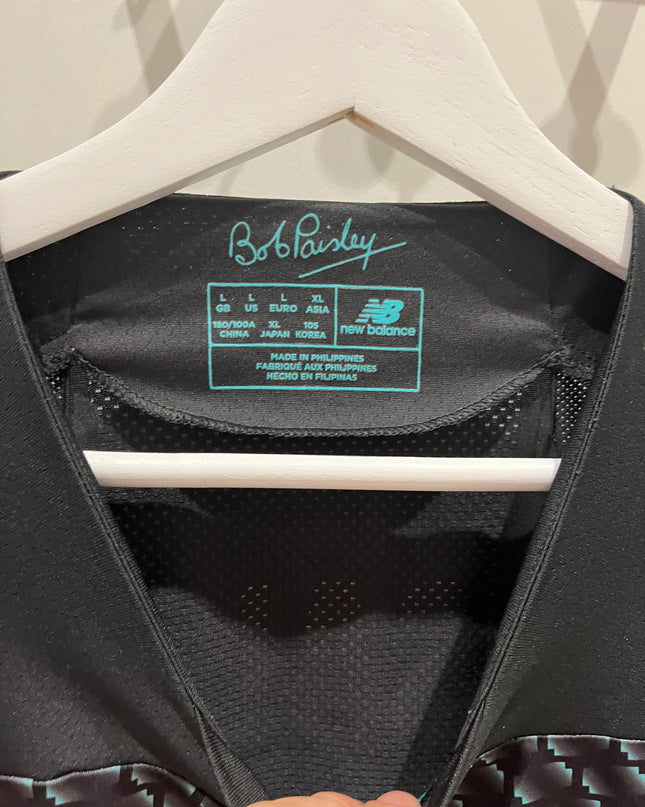 Bob Paisley
L L L XL
GB US EURO ASIA
180/100A XL 105
CHINA JAPAN KOREA
NB
new balance
MADE IN PHILIPPINES
FABRIQUÉ AUX PHILIPPINES
HECHO EN FILIPINAS